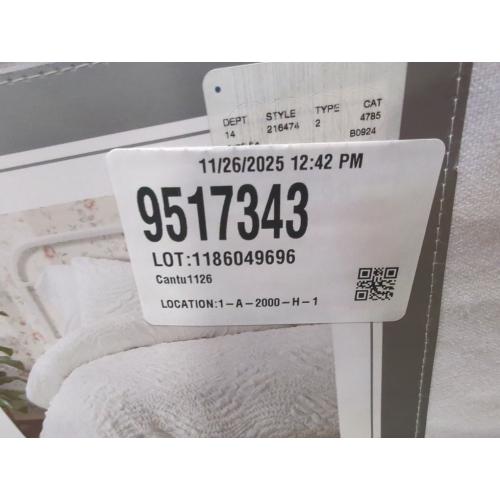 DEPT STYLE TYPE CAT
14 216474 2 4785
B0924
11/26/2025 12:42 PM
9517343
LOT:1186049696
Cantu1126
LOCATION:1-A-2000-H-1